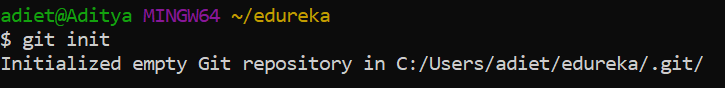 adiet@Aditya MINGW64 ~/edureka
$ git init
Initialized empty Git repository in C:/Users/adiet/edureka/.git/